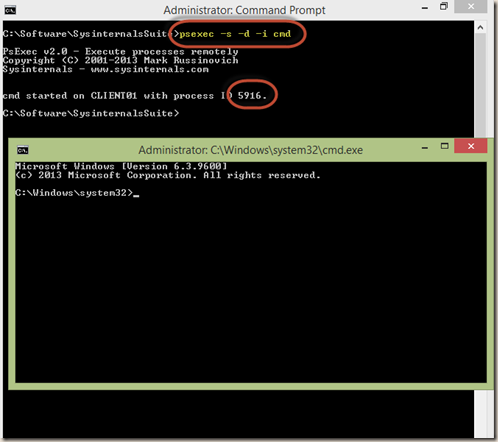 Administrator: Command Prompt
C:\Software\SysinternalsSuite>psexec -s -d -i cmd
PsExec v2.0 - Execute processes remotely
Copyright (C) 2001-2013 Mark Russinovich
Sysinternals - www.sysinternals.com
cmd started on CLIENT01 with process ID 5916.
C:\Software\SysinternalsSuite>
Administrator: C:\Windows\system32\cmd.exe
Microsoft Windows [Version 6.3.9600]
(c) 2013 Microsoft Corporation. All rights reserved.
C:\Windows\system32>_